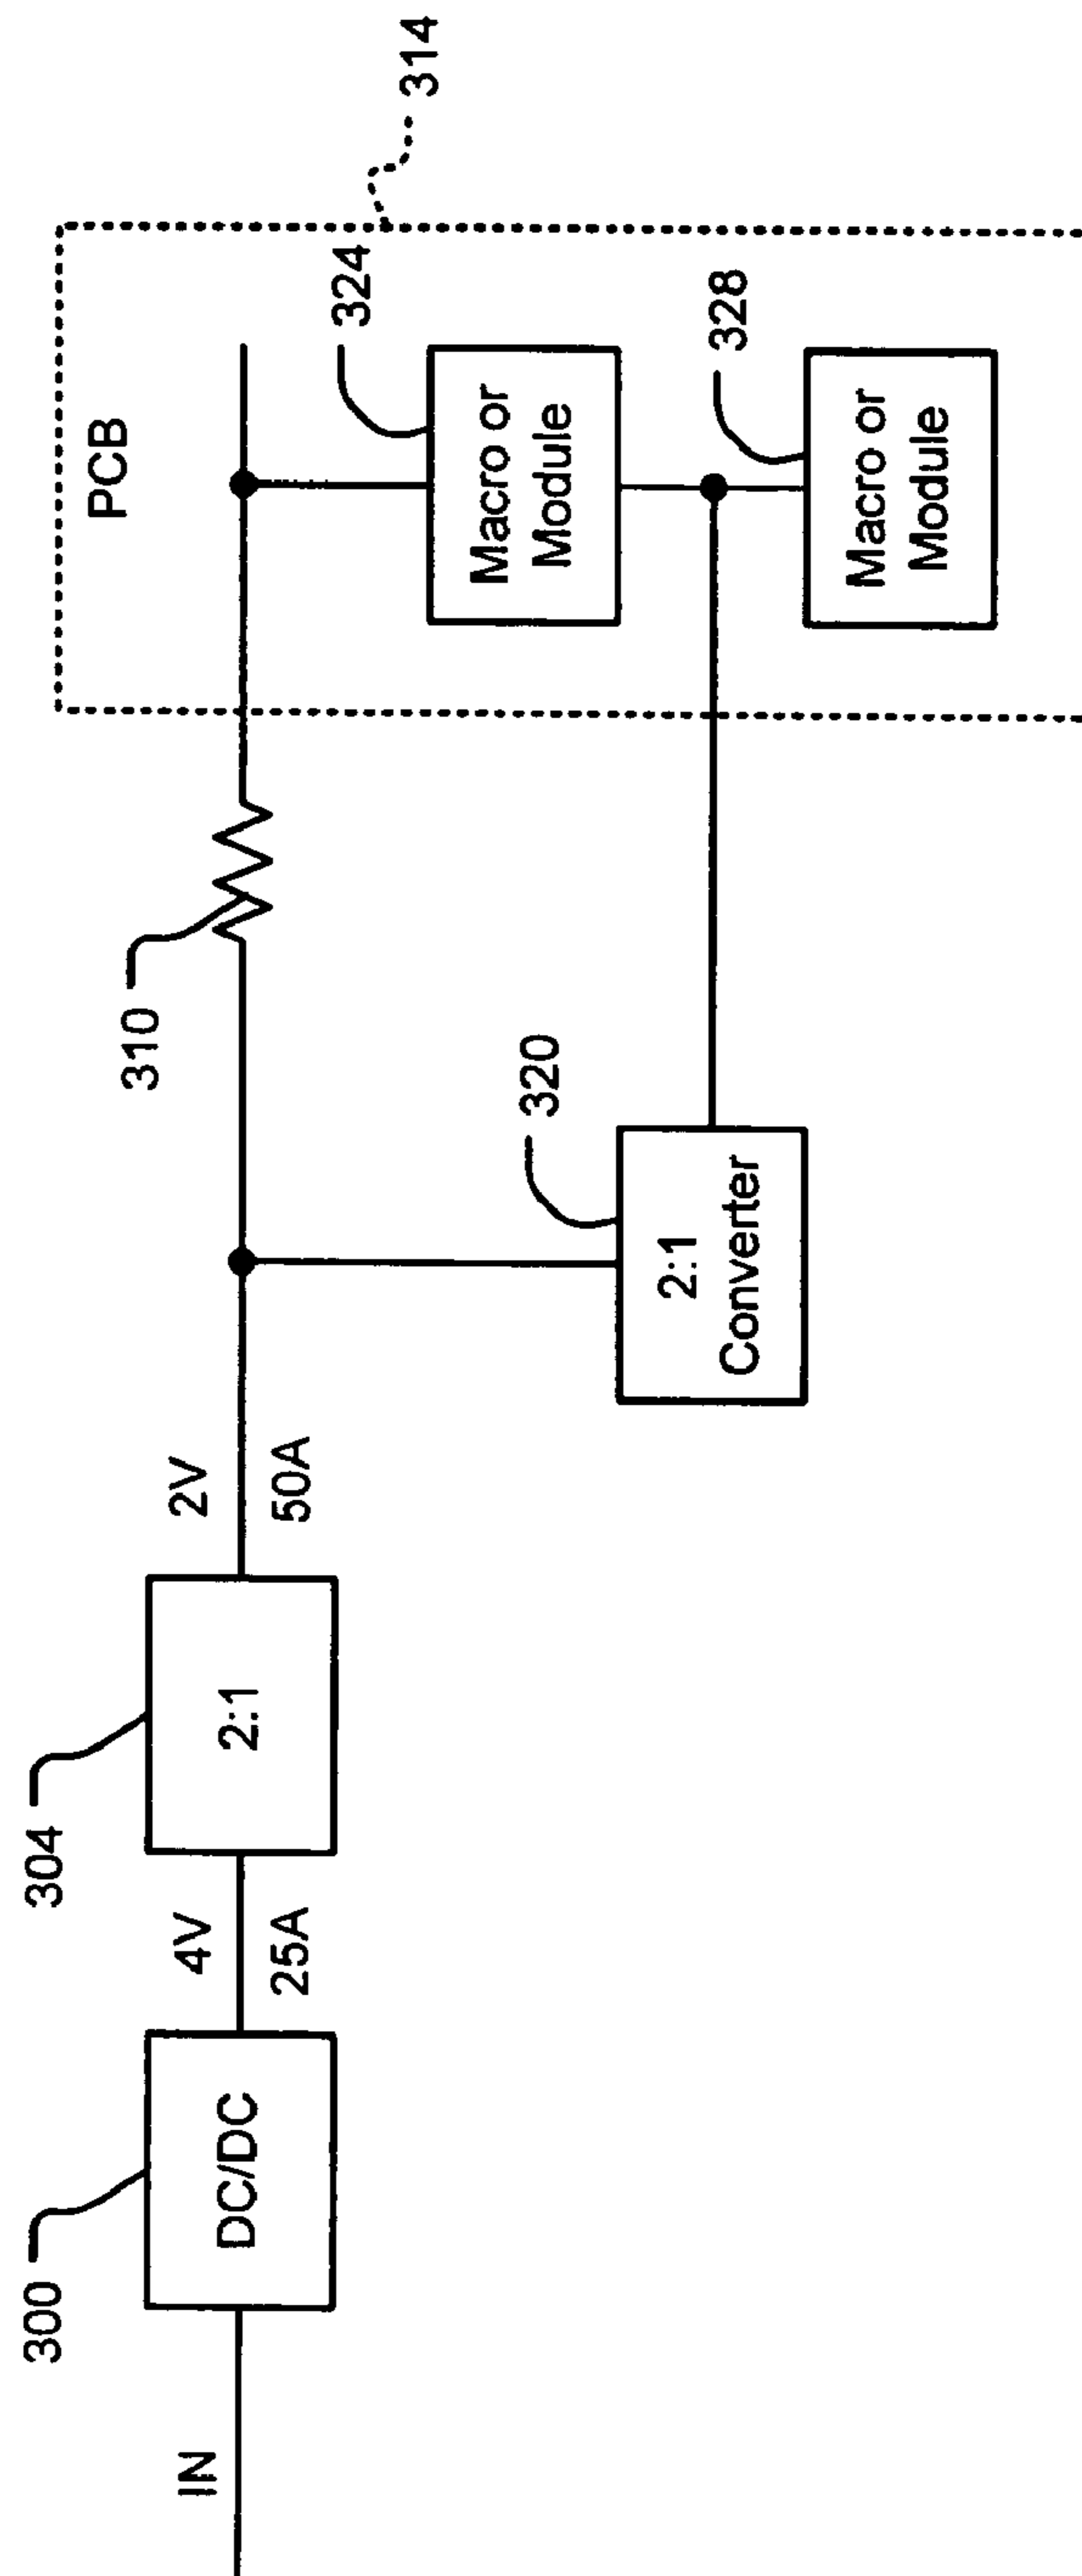 IN
300
DC/DC
4V
25A
304
2:1
2V
50A
320
2:1
Converter
310
PCB
314
324
Macro or
Module
328
Macro or
Module